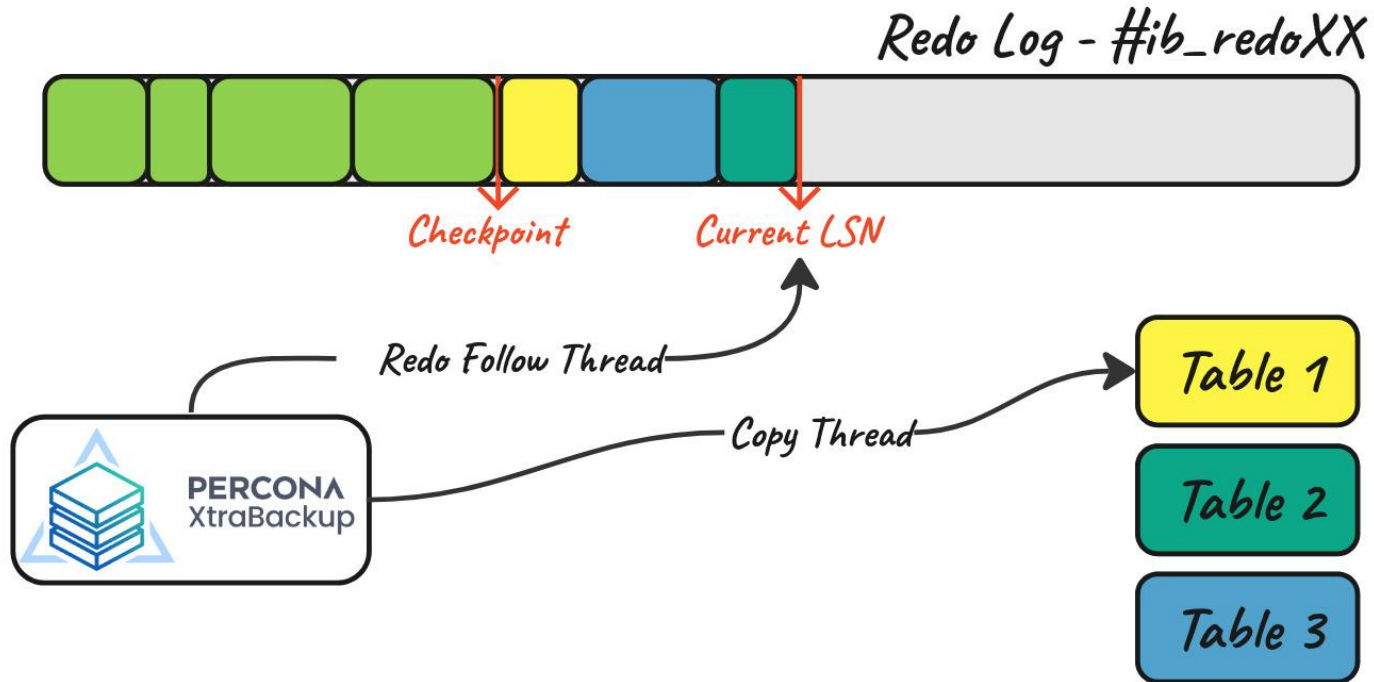 Redo Log - #ib_redoXX
Checkpoint
Current LSN
Redo Follow Thread
Table 1
Copy Thread
PERCONA
XtraBackup
Table 2
Table 3